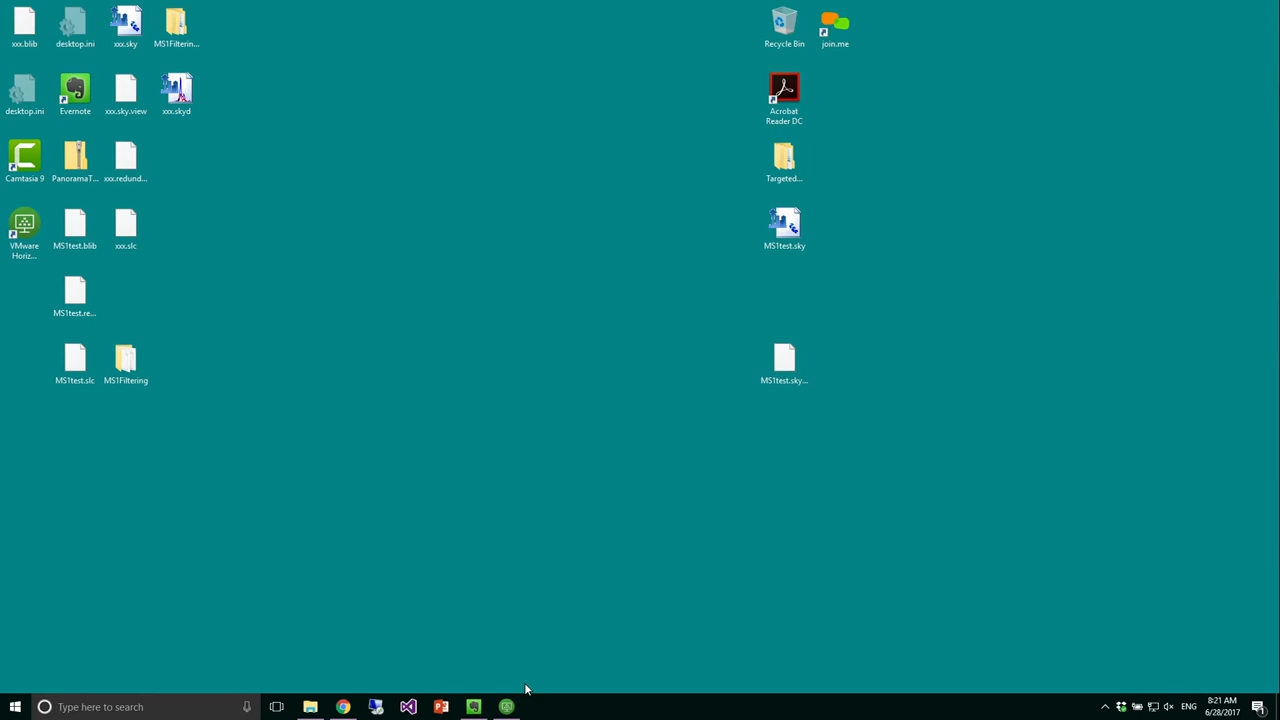 xxx.blib
desktop.ini
xxx.sky
MS1Filterin...
Recycle Bin
join.me
desktop.ini
Evernote
xxx.sky.view
xxx.skyd
Acrobat
Reader DC
Camtasia 9
PanoramaT...
xxx.redund...
Targeted...
VMware
Horiz...
MS1test.blib
xxx.slc
MS1test.sky
MS1test.re...
MS1test.slc
MS1Filtering
MS1test.sky...
Type here to search
ENG
8:21 AM
6/28/2017
1